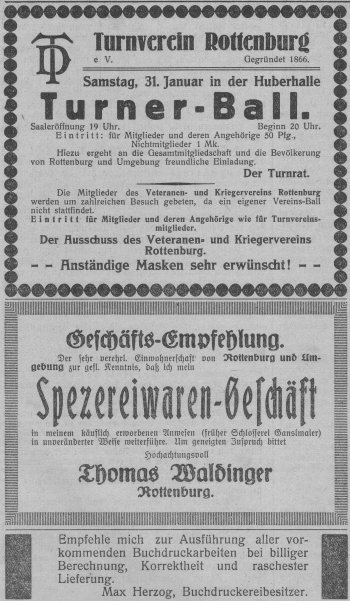 Turnverein Rottenburg
e V. Gegründet 1866.
Samstag, 31. Januar in der Huberhalle
Turner-Ball.
Saaleröffnung 19 Uhr. Beginn 20 Uhr.
Eintritt: für Mitglieder und deren Angehörige 50 Pfg.,
Nichtmitglieder 1 Mk.
Hiezu ergeht an die Gesamtmitgliedschaft und die Bevölkerung
von Rottenburg und Umgebung freundliche Einladung.
Der Turnrat.
Die Mitglieder des Veteranen- und Kriegervereins Rottenburg
werden um zahlreichen Besuch gebeten, da ein eigener Vereins-Ball
nicht stattfindet.
Eintritt für Mitglieder und deren Angehörige wie für Turnvereins-
mitglieder.
Der Ausschuss des Veteranen- und Kriegervereins
Rottenburg.
- - Anständige Masken sehr erwünscht! - -
Geschäfts-Empfehlung.
Der sehr verehrl. Einwohnerschaft von Rottenburg und Um-
gebung zur gefl. Kenntnis, daß ich mein
Spezereiwaren-Geschäft
in meinem käuflich erworbenen Anwesen (früher Schlosserei Ganslmaier)
in unveränderter Weise weiterführe. Um geneigten Zuspruch bittet
Hochachtungsvoll
Thomas Waldinger
Rottenburg.
Empfehle mich zur Ausführung aller vor-
kommenden Buchdruckarbeiten bei billiger
Berechnung, Korrektheit und raschester
Lieferung.
Max Herzog, Buchdruckereibesitzer.